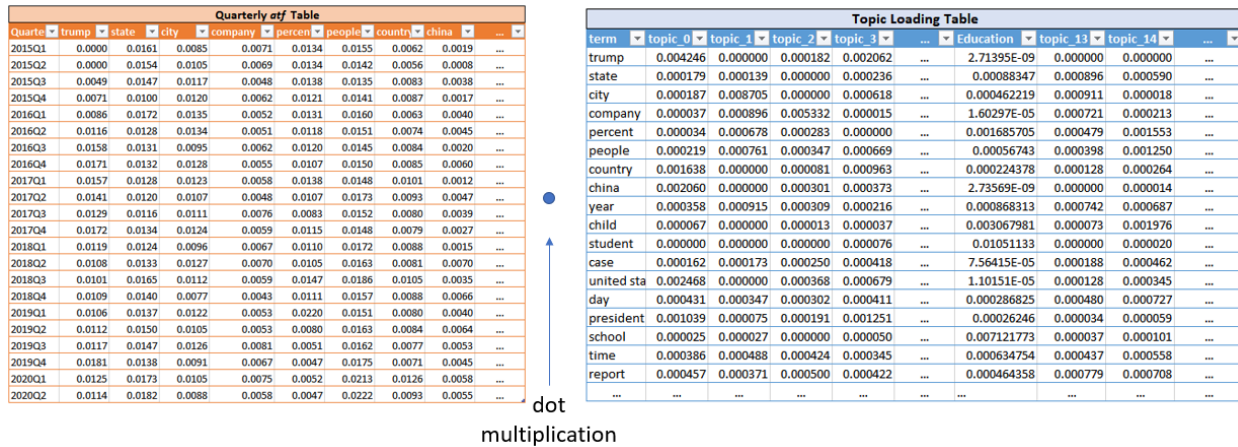 Quarterly atf Table
Quarte trump state city company percen people countr china ...
2015Q1 0.0000 0.0161 0.0085 0.0071 0.0134 0.0155 0.0062 0.0019 ...
2015Q2 0.0000 0.0154 0.0105 0.0069 0.0134 0.0142 0.0056 0.0008 ...
2015Q3 0.0049 0.0147 0.0117 0.0048 0.0138 0.0135 0.0083 0.0038 ...
2015Q4 0.0071 0.0100 0.0120 0.0062 0.0121 0.0141 0.0087 0.0017 ...
2016Q1 0.0086 0.0172 0.0135 0.0052 0.0131 0.0160 0.0063 0.0040 ...
2016Q2 0.0116 0.0128 0.0134 0.0051 0.0118 0.0151 0.0074 0.0045 ...
2016Q3 0.0158 0.0131 0.0095 0.0062 0.0120 0.0145 0.0084 0.0020 ...
2016Q4 0.0171 0.0132 0.0128 0.0055 0.0107 0.0150 0.0085 0.0060 ...
2017Q1 0.0157 0.0128 0.0123 0.0058 0.0138 0.0148 0.0101 0.0012 ...
2017Q2 0.0141 0.0120 0.0107 0.0048 0.0107 0.0173 0.0093 0.0047 ...
2017Q3 0.0129 0.0116 0.0111 0.0076 0.0083 0.0152 0.0080 0.0039 ...
2017Q4 0.0172 0.0134 0.0124 0.0059 0.0115 0.0148 0.0079 0.0027 ...
2018Q1 0.0119 0.0124 0.0096 0.0067 0.0110 0.0172 0.0088 0.0015 ...
2018Q2 0.0108 0.0133 0.0127 0.0070 0.0105 0.0163 0.0081 0.0070 ...
2018Q3 0.0101 0.0165 0.0112 0.0059 0.0147 0.0186 0.0105 0.0035 ...
2018Q4 0.0109 0.0140 0.0077 0.0043 0.0111 0.0157 0.0088 0.0066 ...
2019Q1 0.0106 0.0137 0.0122 0.0053 0.0220 0.0151 0.0080 0.0040 ...
2019Q2 0.0112 0.0150 0.0105 0.0053 0.0080 0.0163 0.0084 0.0064 ...
2019Q3 0.0117 0.0147 0.0126 0.0081 0.0051 0.0162 0.0077 0.0053 ...
2019Q4 0.0181 0.0138 0.0091 0.0067 0.0047 0.0175 0.0071 0.0045 ...
2020Q1 0.0125 0.0173 0.0105 0.0075 0.0052 0.0213 0.0126 0.0058 ...
2020Q2 0.0114 0.0182 0.0088 0.0058 0.0047 0.0222 0.0093 0.0055 ...
dot
multiplication
Topic Loading Table
term topic_0 topic_1 topic_2 topic_3 ... Education topic_13 topic_14 ...
trump 0.004246 0.000000 0.000182 0.002062 ... 2.71395E-09 0.000000 0.000000 ...
state 0.000179 0.000139 0.000000 0.000236 ... 0.00088347 0.000896 0.000590 ...
city 0.000187 0.008705 0.000000 0.000618 ... 0.000462219 0.000911 0.000018 ...
company 0.000037 0.000896 0.005332 0.000015 ... 1.60297E-05 0.000721 0.000213 ...
percent 0.000034 0.000678 0.000283 0.000000 ... 0.001685705 0.000479 0.001553 ...
people 0.000219 0.000761 0.000347 0.000669 ... 0.00056743 0.000398 0.001250 ...
country 0.001638 0.000000 0.000081 0.000963 ... 0.000224378 0.000128 0.000264 ...
china 0.002060 0.000000 0.000301 0.000373 ... 2.73569E-09 0.000000 0.000014 ...
year 0.000358 0.000915 0.000309 0.000216 ... 0.000868313 0.000742 0.000687 ...
child 0.000067 0.000000 0.000013 0.000037 ... 0.003067981 0.000073 0.001976 ...
student 0.000000 0.000000 0.000000 0.000076 ... 0.01051133 0.000000 0.000020 ...
case 0.000162 0.000173 0.000250 0.000418 ... 7.56415E-05 0.000188 0.000462 ...
united sta 0.002468 0.000000 0.000368 0.000679 ... 1.10151E-05 0.000128 0.000345 ...
day 0.000431 0.000347 0.000302 0.000411 ... 0.000286825 0.000480 0.000727 ...
president 0.001039 0.000075 0.000191 0.001251 ... 0.00026246 0.000034 0.000059 ...
school 0.000025 0.000027 0.000000 0.000050 ... 0.007121773 0.000037 0.000101 ...
time 0.000386 0.000488 0.000424 0.000345 ... 0.000634754 0.000437 0.000558 ...
report 0.000457 0.000371 0.000500 0.000422 ... 0.000464358 0.000779 0.000708 ...
... ... ... ... ... ... ... ... ... ...